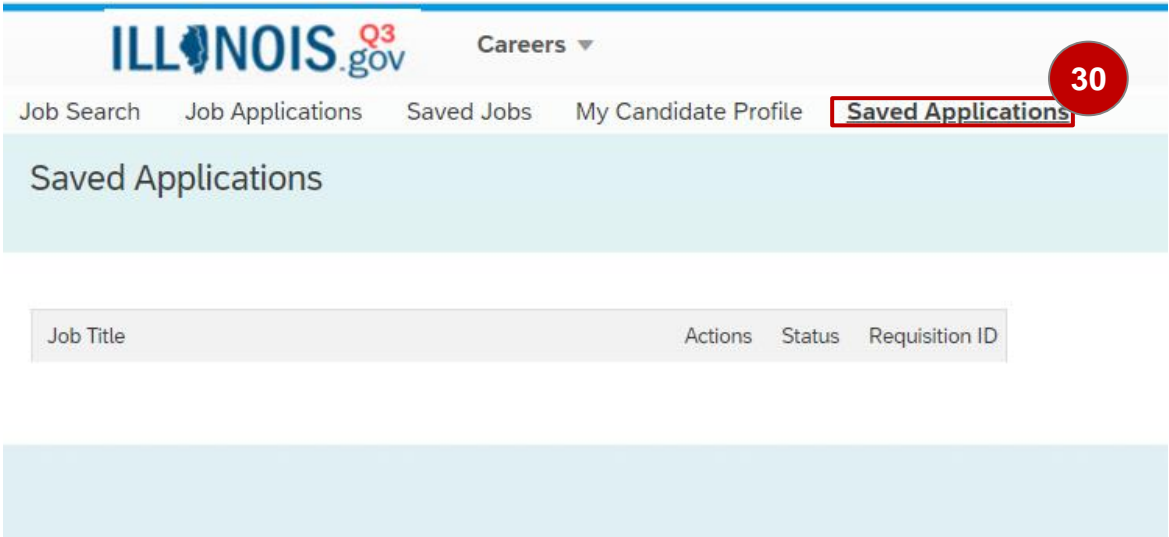 ILLINOIS.gov Q3 Careers
30
Job Search Job Applications Saved Jobs My Candidate Profile Saved Applications
Saved Applications
Job Title Actions Status Requisition ID